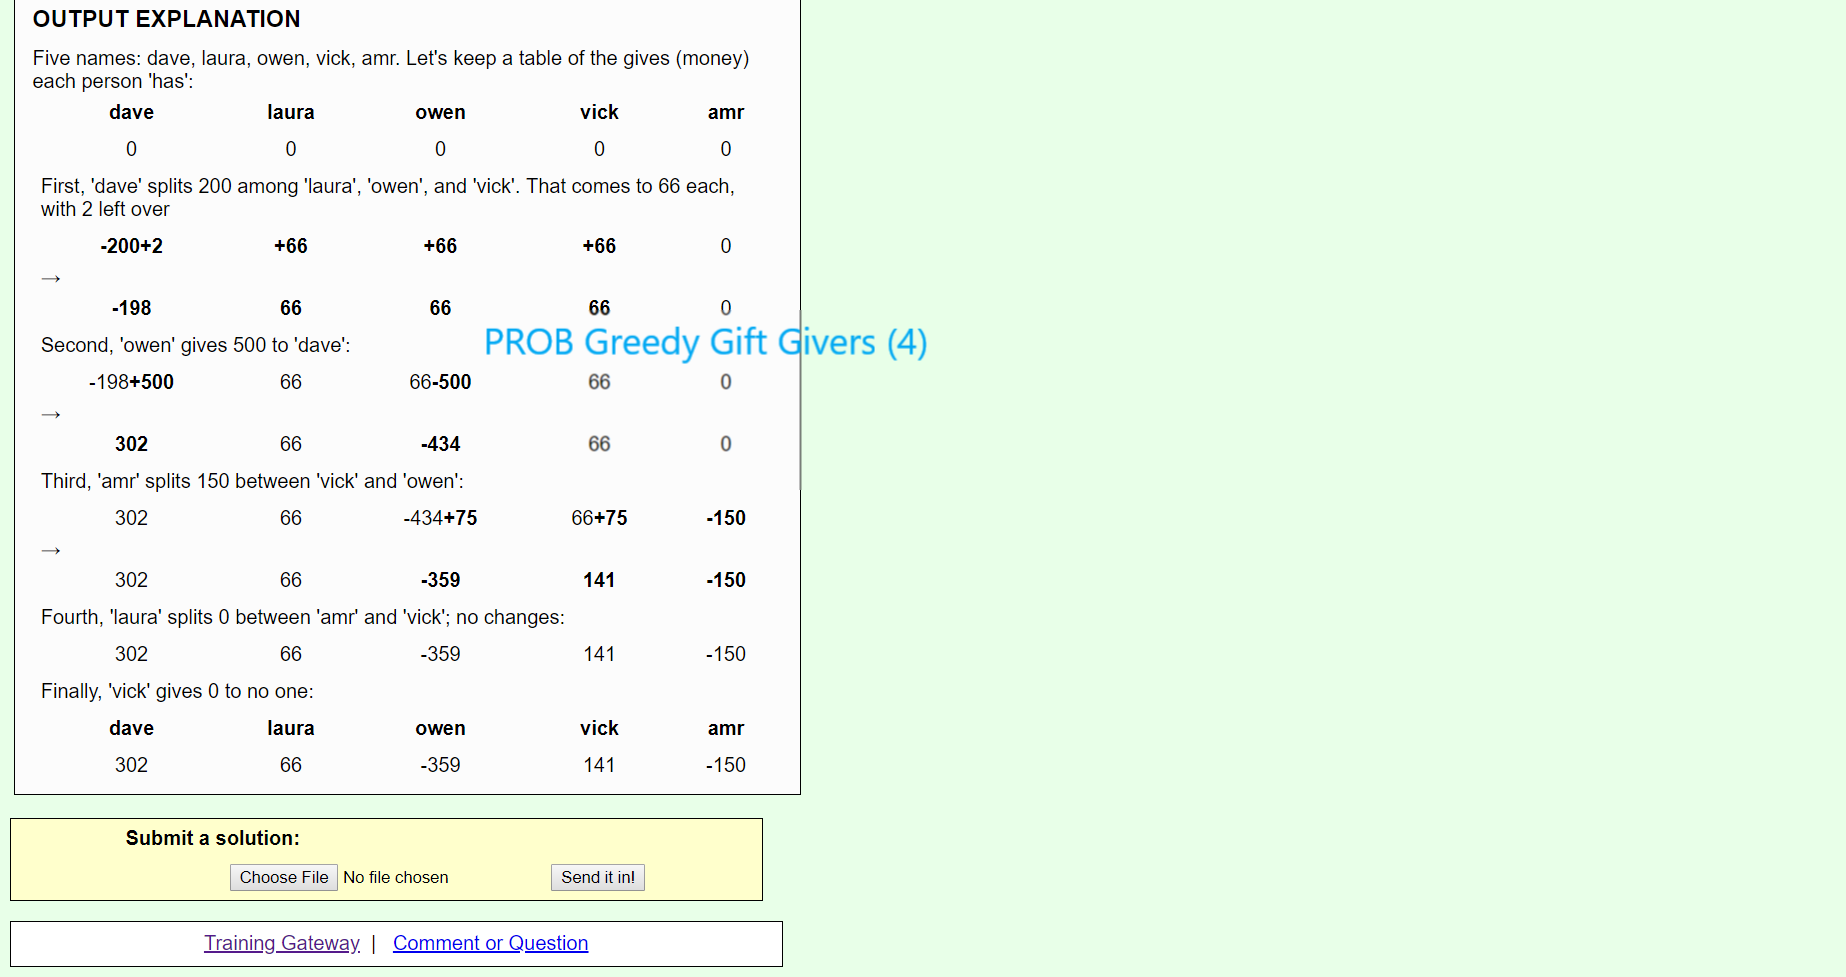 OUTPUT EXPLANATION
Five names: dave, laura, owen, vick, amr. Let's keep a table of the gives (money)
each person 'has':
dave laura owen vick amr
0 0 0 0 0
First, 'dave' splits 200 among 'laura', 'owen', and 'vick'. That comes to 66 each,
with 2 left over
-200+2 +66 +66 +66 0
→
-198 66 66 66 0
PROB Greedy Gift Givers (4)
Second, 'owen' gives 500 to 'dave':
-198+500 66 66-500 66 0
→
302 66 -434 66 0
Third, 'amr' splits 150 between 'vick' and 'owen':
302 66 -434+75 66+75 -150
→
302 66 -359 141 -150
Fourth, 'laura' splits 0 between 'amr' and 'vick'; no changes:
302 66 -359 141 -150
Finally, 'vick' gives 0 to no one:
dave laura owen vick amr
302 66 -359 141 -150
Submit a solution:
Choose File No file chosen Send it in!
Training Gateway | Comment or Question